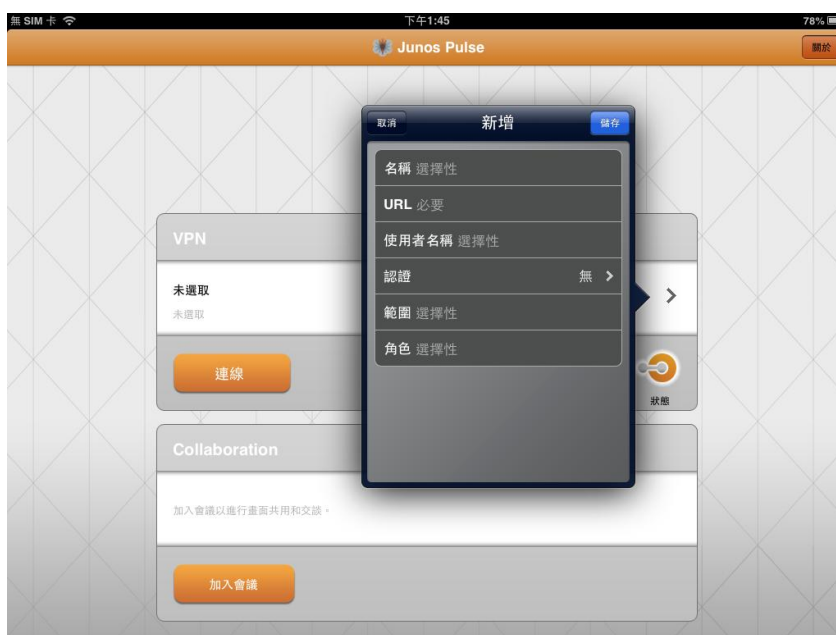 無 SIM 卡 下午1:45 78%
Junos Pulse 關於
取消 新增 儲存
名稱 選擇性
URL 必要
使用者名稱 選擇性
認證 無
範圍 選擇性
角色 選擇性
VPN
未選取
未選取
連線
狀態
Collaboration
加入會議以進行畫面共用和交談。
加入會議